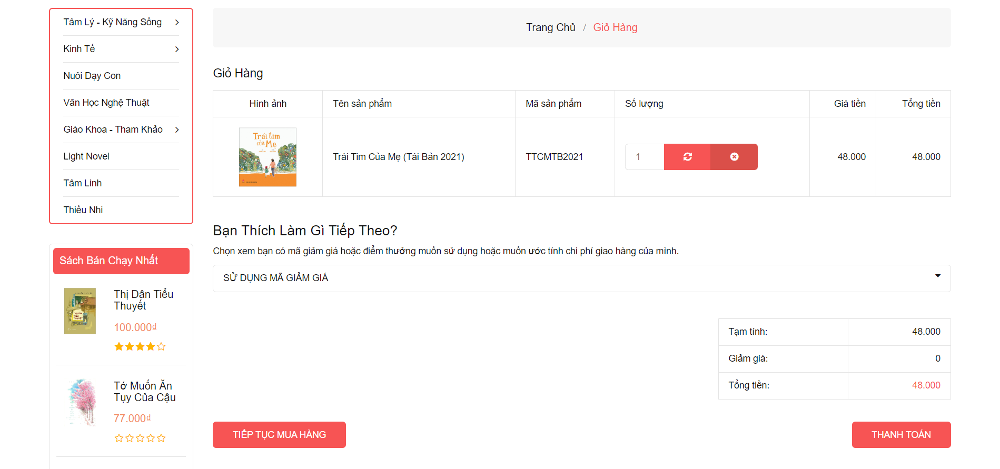 Tâm Lý - Kỹ Năng Sống
Kinh Tế
Nuôi Dạy Con
Văn Học Nghệ Thuật
Giáo Khoa - Tham Khảo
Light Novel
Tâm Linh
Thiếu Nhi
Sách Bán Chạy Nhất
Thị Dân Tiểu
Thuyết
100.000₫
Tớ Muốn Ăn
Tụy Của Cậu
77.000₫
Trang Chủ / Giỏ Hàng
Giỏ Hàng
Hình ảnh Tên sản phẩm Mã sản phẩm Số lượng Giá tiền Tổng tiền
Trái tim
của Mẹ
Trái Tim Của Mẹ (Tái Bản 2021) TTCMTB2021 1 48.000 48.000
Bạn Thích Làm Gì Tiếp Theo?
Chọn xem bạn có mã giảm giá hoặc điểm thưởng muốn sử dụng hoặc muốn ước tính chi phí giao hàng của mình.
SỬ DỤNG MÃ GIẢM GIÁ
Tạm tính: 48.000
Giảm giá: 0
Tổng tiền: 48.000
TIẾP TỤC MUA HÀNG
THANH TOÁN